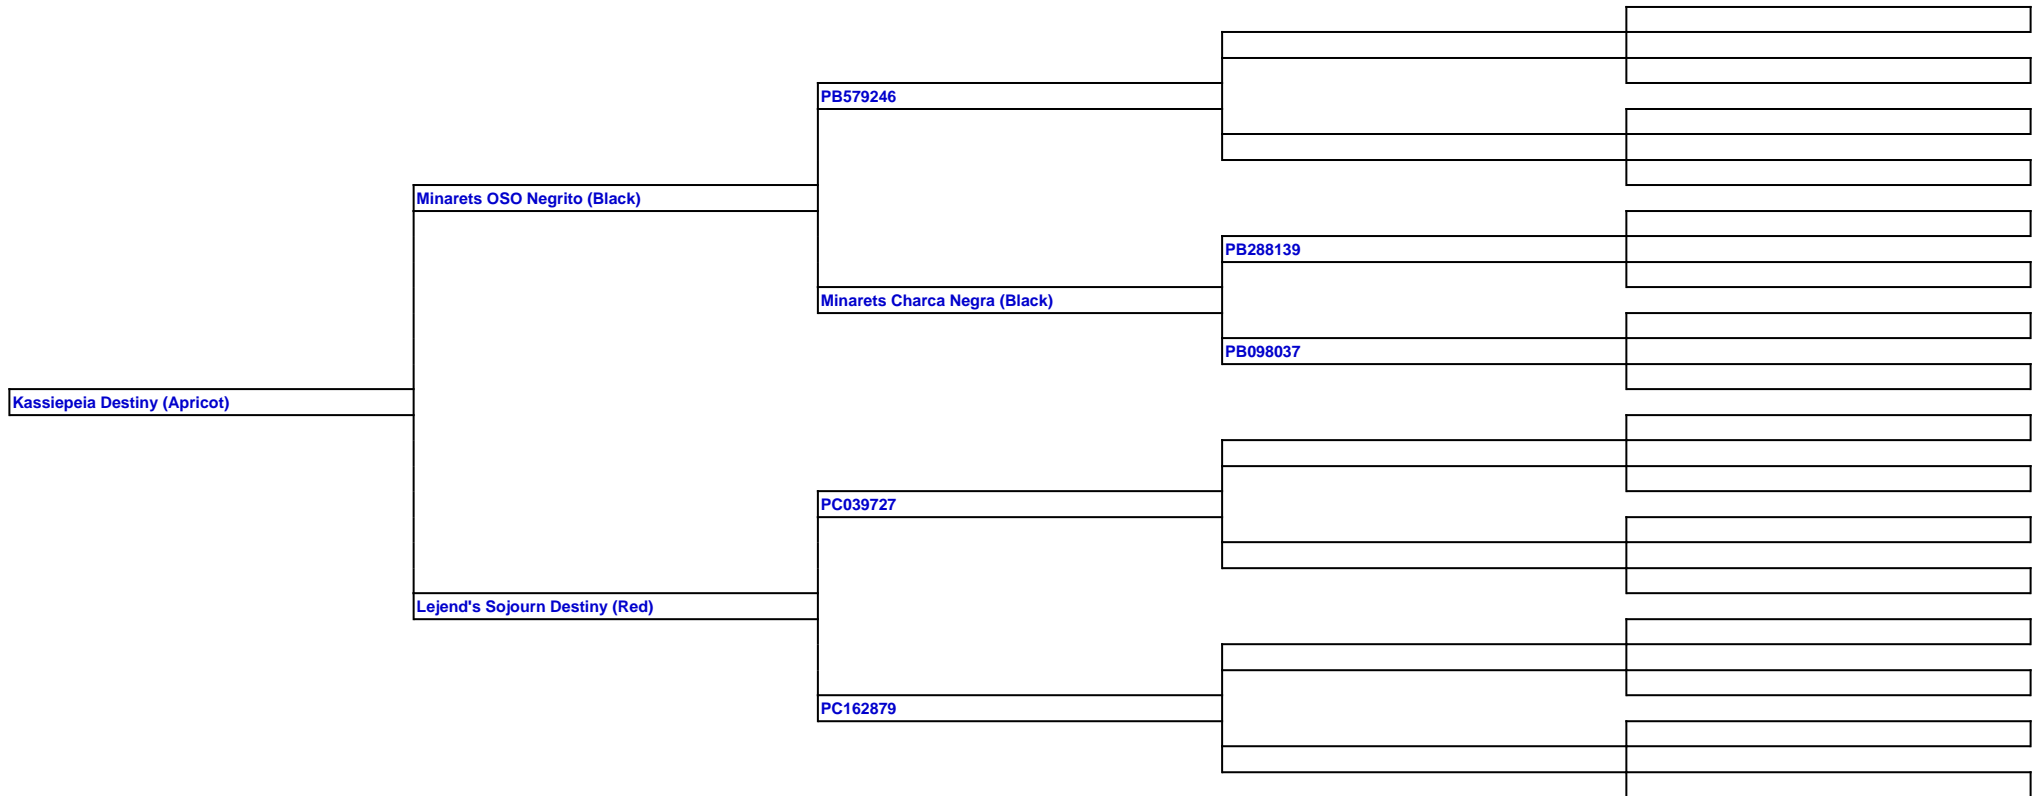 PB579246
Minarets OSO Negrito (Black)
PB288139
Minarets Charca Negra (Black)
PB098037
Kassiepeia Destiny (Apricot)
PC039727
Lejend's Sojourn Destiny (Red)
PC162879